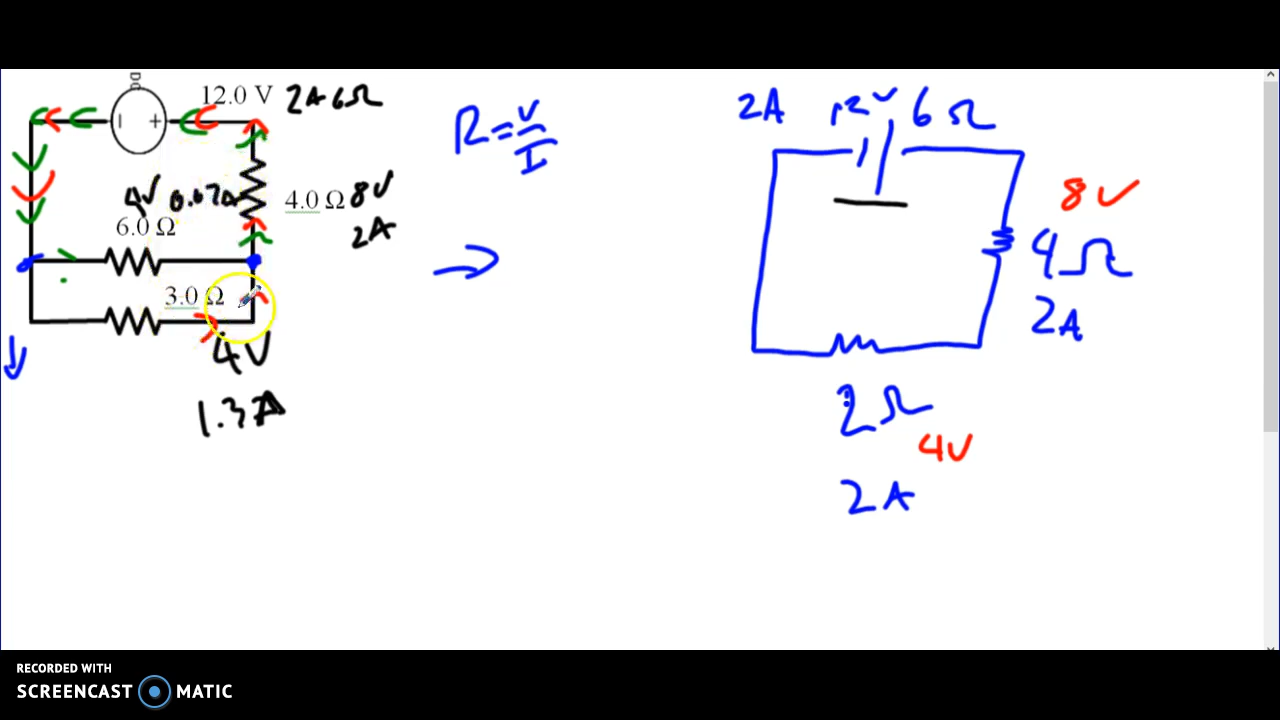 12.0 V 2A 6Ω
4V 0.67A
4.0 Ω 8V
2A
6.0 Ω
3.0 Ω
4V
1.3A
R=V/I
2A 12V 6Ω
8V
4Ω
2A
2Ω
4V
2A
RECORDED WITH
SCREENCAST MATIC